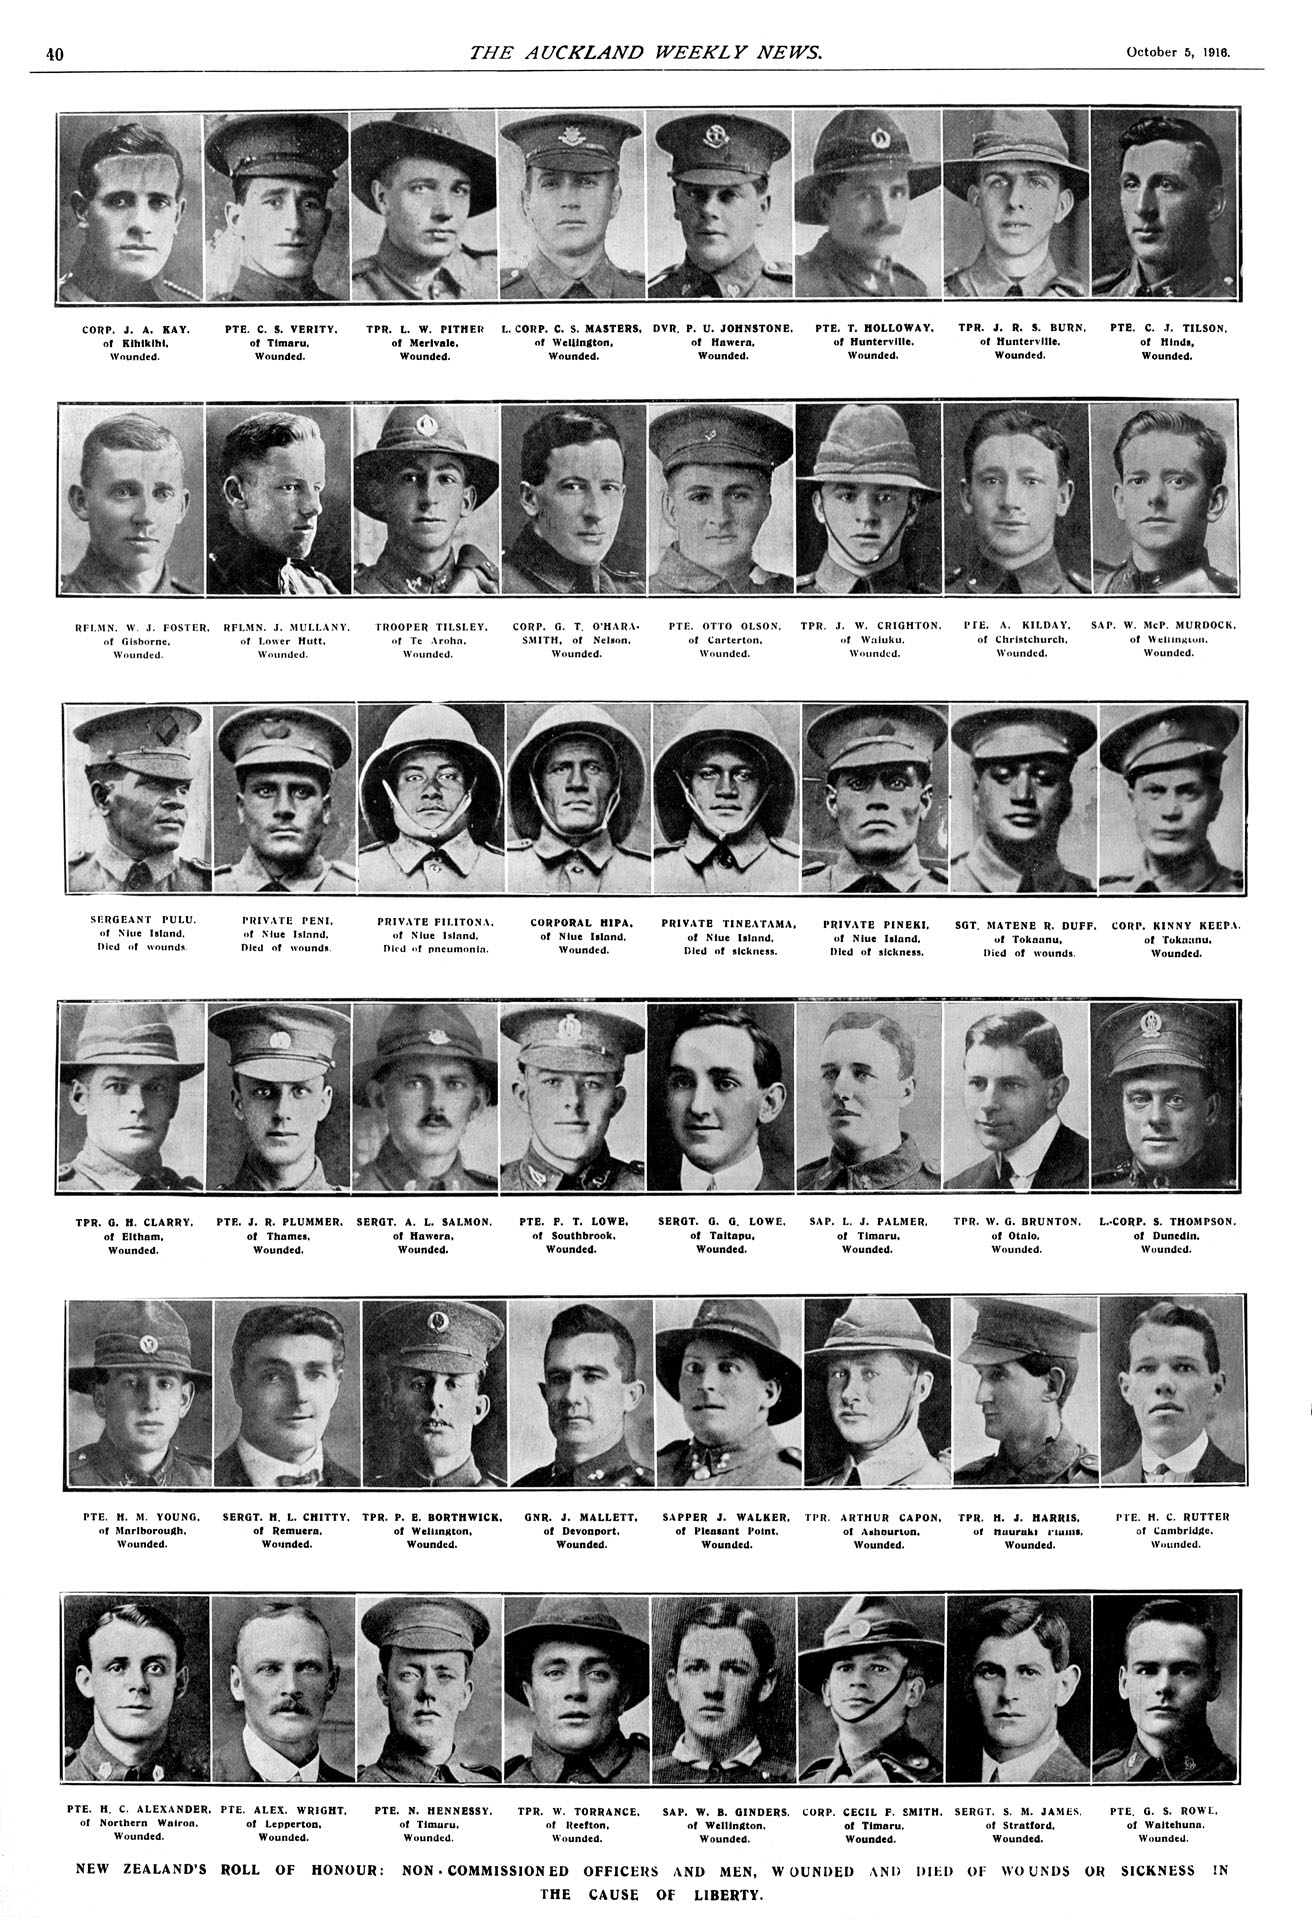 40
THE AUCKLAND WEEKLY NEWS.
October 5, 1916.
CORP. J. A. KAY.
of Kihikihi,
Wounded.
PTE. C. S. VERITY,
of Timaru,
Wounded.
TPR. L. W. PITHER
of Merivale,
Wounded.
L. CORP. C. S. MASTERS,
of Wellington,
Wounded.
DVR. P. U. JOHNSTONE,
of Hawera,
Wounded.
PTE. T. HOLLOWAY,
of Hunterville,
Wounded.
TPR. J. R. S. BURN,
of Hunterville,
Wounded.
PTE. C. J. TILSON,
of Hinds,
Wounded.
RFLMN. W. J. FOSTER,
of Gisborne,
Wounded.
RFLMN. J. MULLANY,
of Lower Hutt,
Wounded.
TROOPER TILSLEY,
of Te Aroha,
Wounded.
CORP. G. T. O'HARA-
SMITH, of Nelson,
Wounded.
PTE. OTTO OLSON,
of Carterton,
Wounded.
TPR. J. W. CRIGHTON,
of Waiuku,
Wounded.
PTE. A. KILDAY,
of Christchurch,
Wounded.
SAP. W. McP. MURDOCK,
of Wellington,
Wounded.
SERGEANT PULU.
of Niue Island,
Died of wounds.
PRIVATE PENI,
of Niue Island,
Died of wounds.
PRIVATE FILITONA,
of Niue Island,
Died of pneumonia.
CORPORAL HIPA,
of Niue Island,
Wounded.
PRIVATE TINEATAMA,
of Niue Island,
Died of sickness.
PRIVATE PINEKI,
of Niue Island,
Died of sickness.
SGT. MATENE R. DUFF,
of Tokaanu,
Died of wounds.
CORP. KINNY KEEPA.
of Tokaanu,
Wounded.
TPR. G. H. CLARRY,
of Eltham,
Wounded.
PTE. J. R. PLUMMER,
of Thames,
Wounded.
SERGT. A. L. SALMON.
of Hawera,
Wounded.
PTE. F. T. LOWE,
of Southbrook,
Wounded.
SERGT. G. G. LOWE,
of Taitapu,
Wounded.
SAP. L. J. PALMER,
of Timaru,
Wounded.
TPR. W. G. BRUNTON,
of Otaio,
Wounded.
L.-CORP. S. THOMPSON,
of Dunedin,
Wounded.
PTE. H. M. YOUNG,
of Marlborough,
Wounded.
SERGT. H. L. CHITTY,
of Remuera,
Wounded.
TPR. P. E. BORTHWICK,
of Wellington,
Wounded.
GNR. J. MALLETT,
of Devonport,
Wounded.
SAPPER J. WALKER,
of Pleasant Point,
Wounded.
TPR. ARTHUR CAPON,
of Ashburton,
Wounded.
TPR. H. J. HARRIS,
of Hauraki Plains,
Wounded.
PTE. H. C. RUTTER
of Cambridge,
Wounded.
PTE. H. C. ALEXANDER,
of Northern Wairoa,
Wounded.
PTE. ALEX. WRIGHT,
of Lepperton,
Wounded.
PTE. N. HENNESSY,
of Timaru,
Wounded.
TPR. W. TORRANCE,
of Reefton,
Wounded.
SAP. W. B. GINDERS,
of Wellington,
Wounded.
CORP. CECIL F. SMITH,
of Timaru,
Wounded.
SERGT. S. M. JAMES,
of Stratford,
Wounded.
PTE. G. S. ROWE,
of Waitehuna,
Wounded.
NEW ZEALAND'S ROLL OF HONOUR: NON-COMMISSIONED OFFICERS AND MEN, WOUNDED AND DIED OF WOUNDS OR SICKNESS IN
THE CAUSE OF LIBERTY.